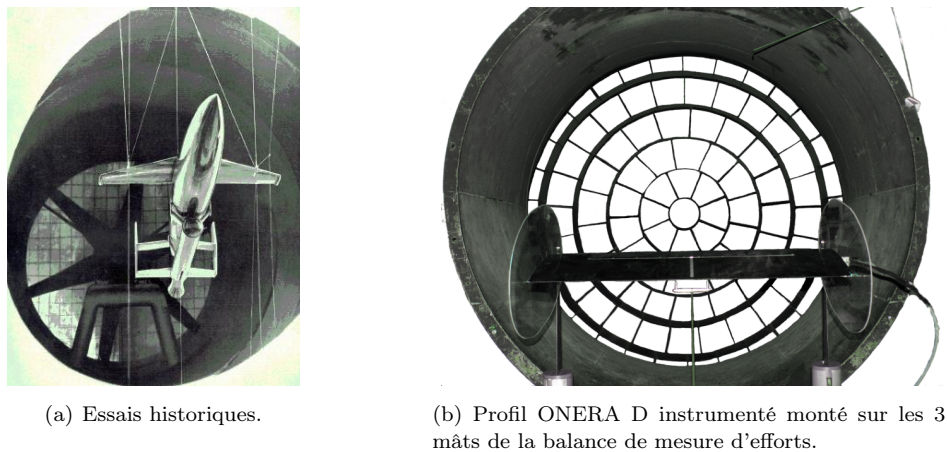 (a) Essais historiques.
(b) Profil ONERA D instrumenté monté sur les 3
mâts de la balance de mesure d'efforts.